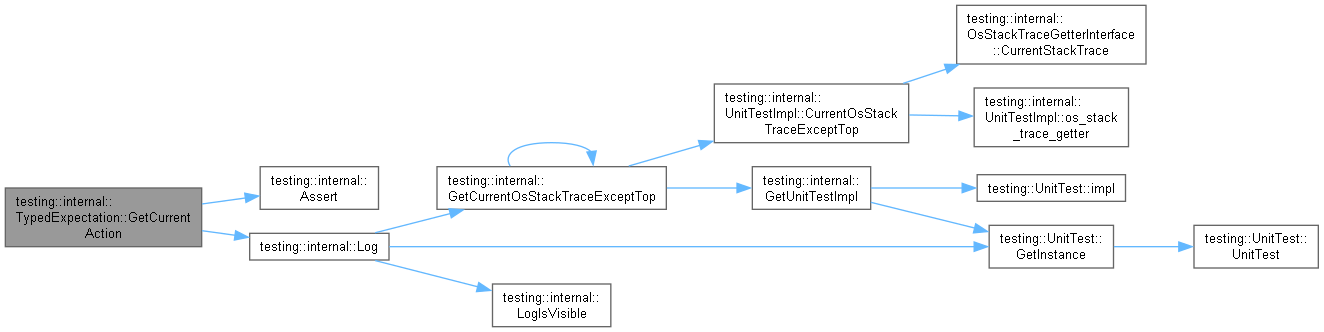 testing::internal::
TypedExpectation::GetCurrent
Action
testing::internal::
Assert
testing::internal::Log
testing::internal::
GetCurrentOsStackTraceExceptTop
testing::internal::
LogIsVisible
testing::internal::
UnitTestImpl::CurrentOsStack
TraceExceptTop
testing::internal::
GetUnitTestImpl
testing::internal::
OsStackTraceGetterInterface
::CurrentStackTrace
testing::internal::
UnitTestImpl::os_stack
_trace_getter
testing::UnitTest::impl
testing::UnitTest::
GetInstance
testing::UnitTest::
UnitTest